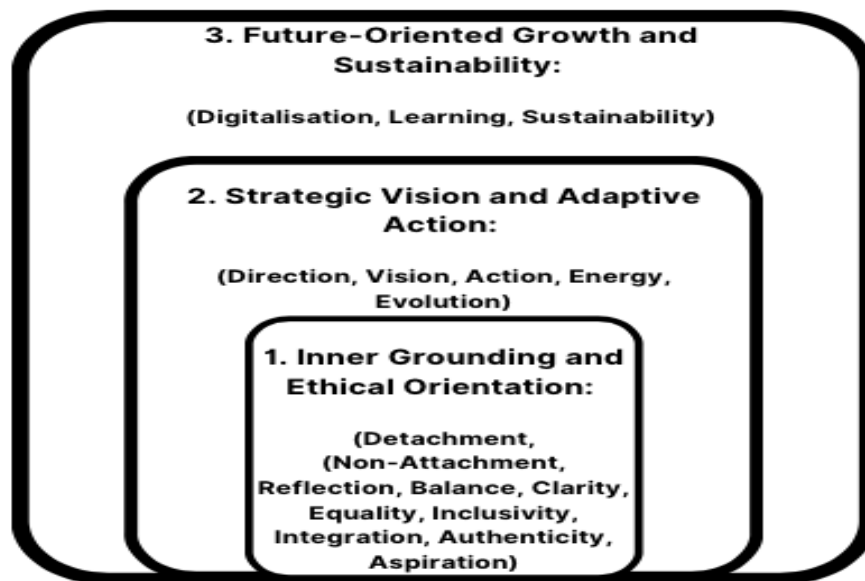 3. Future-Oriented Growth and
Sustainability:
(Digitalisation, Learning, Sustainability)
2. Strategic Vision and Adaptive
Action:
(Direction, Vision, Action, Energy,
Evolution)
1. Inner Grounding and
Ethical Orientation:
(Detachment,
(Non-Attachment,
Reflection, Balance, Clarity,
Equality, Inclusivity,
Integration, Authenticity,
Aspiration)